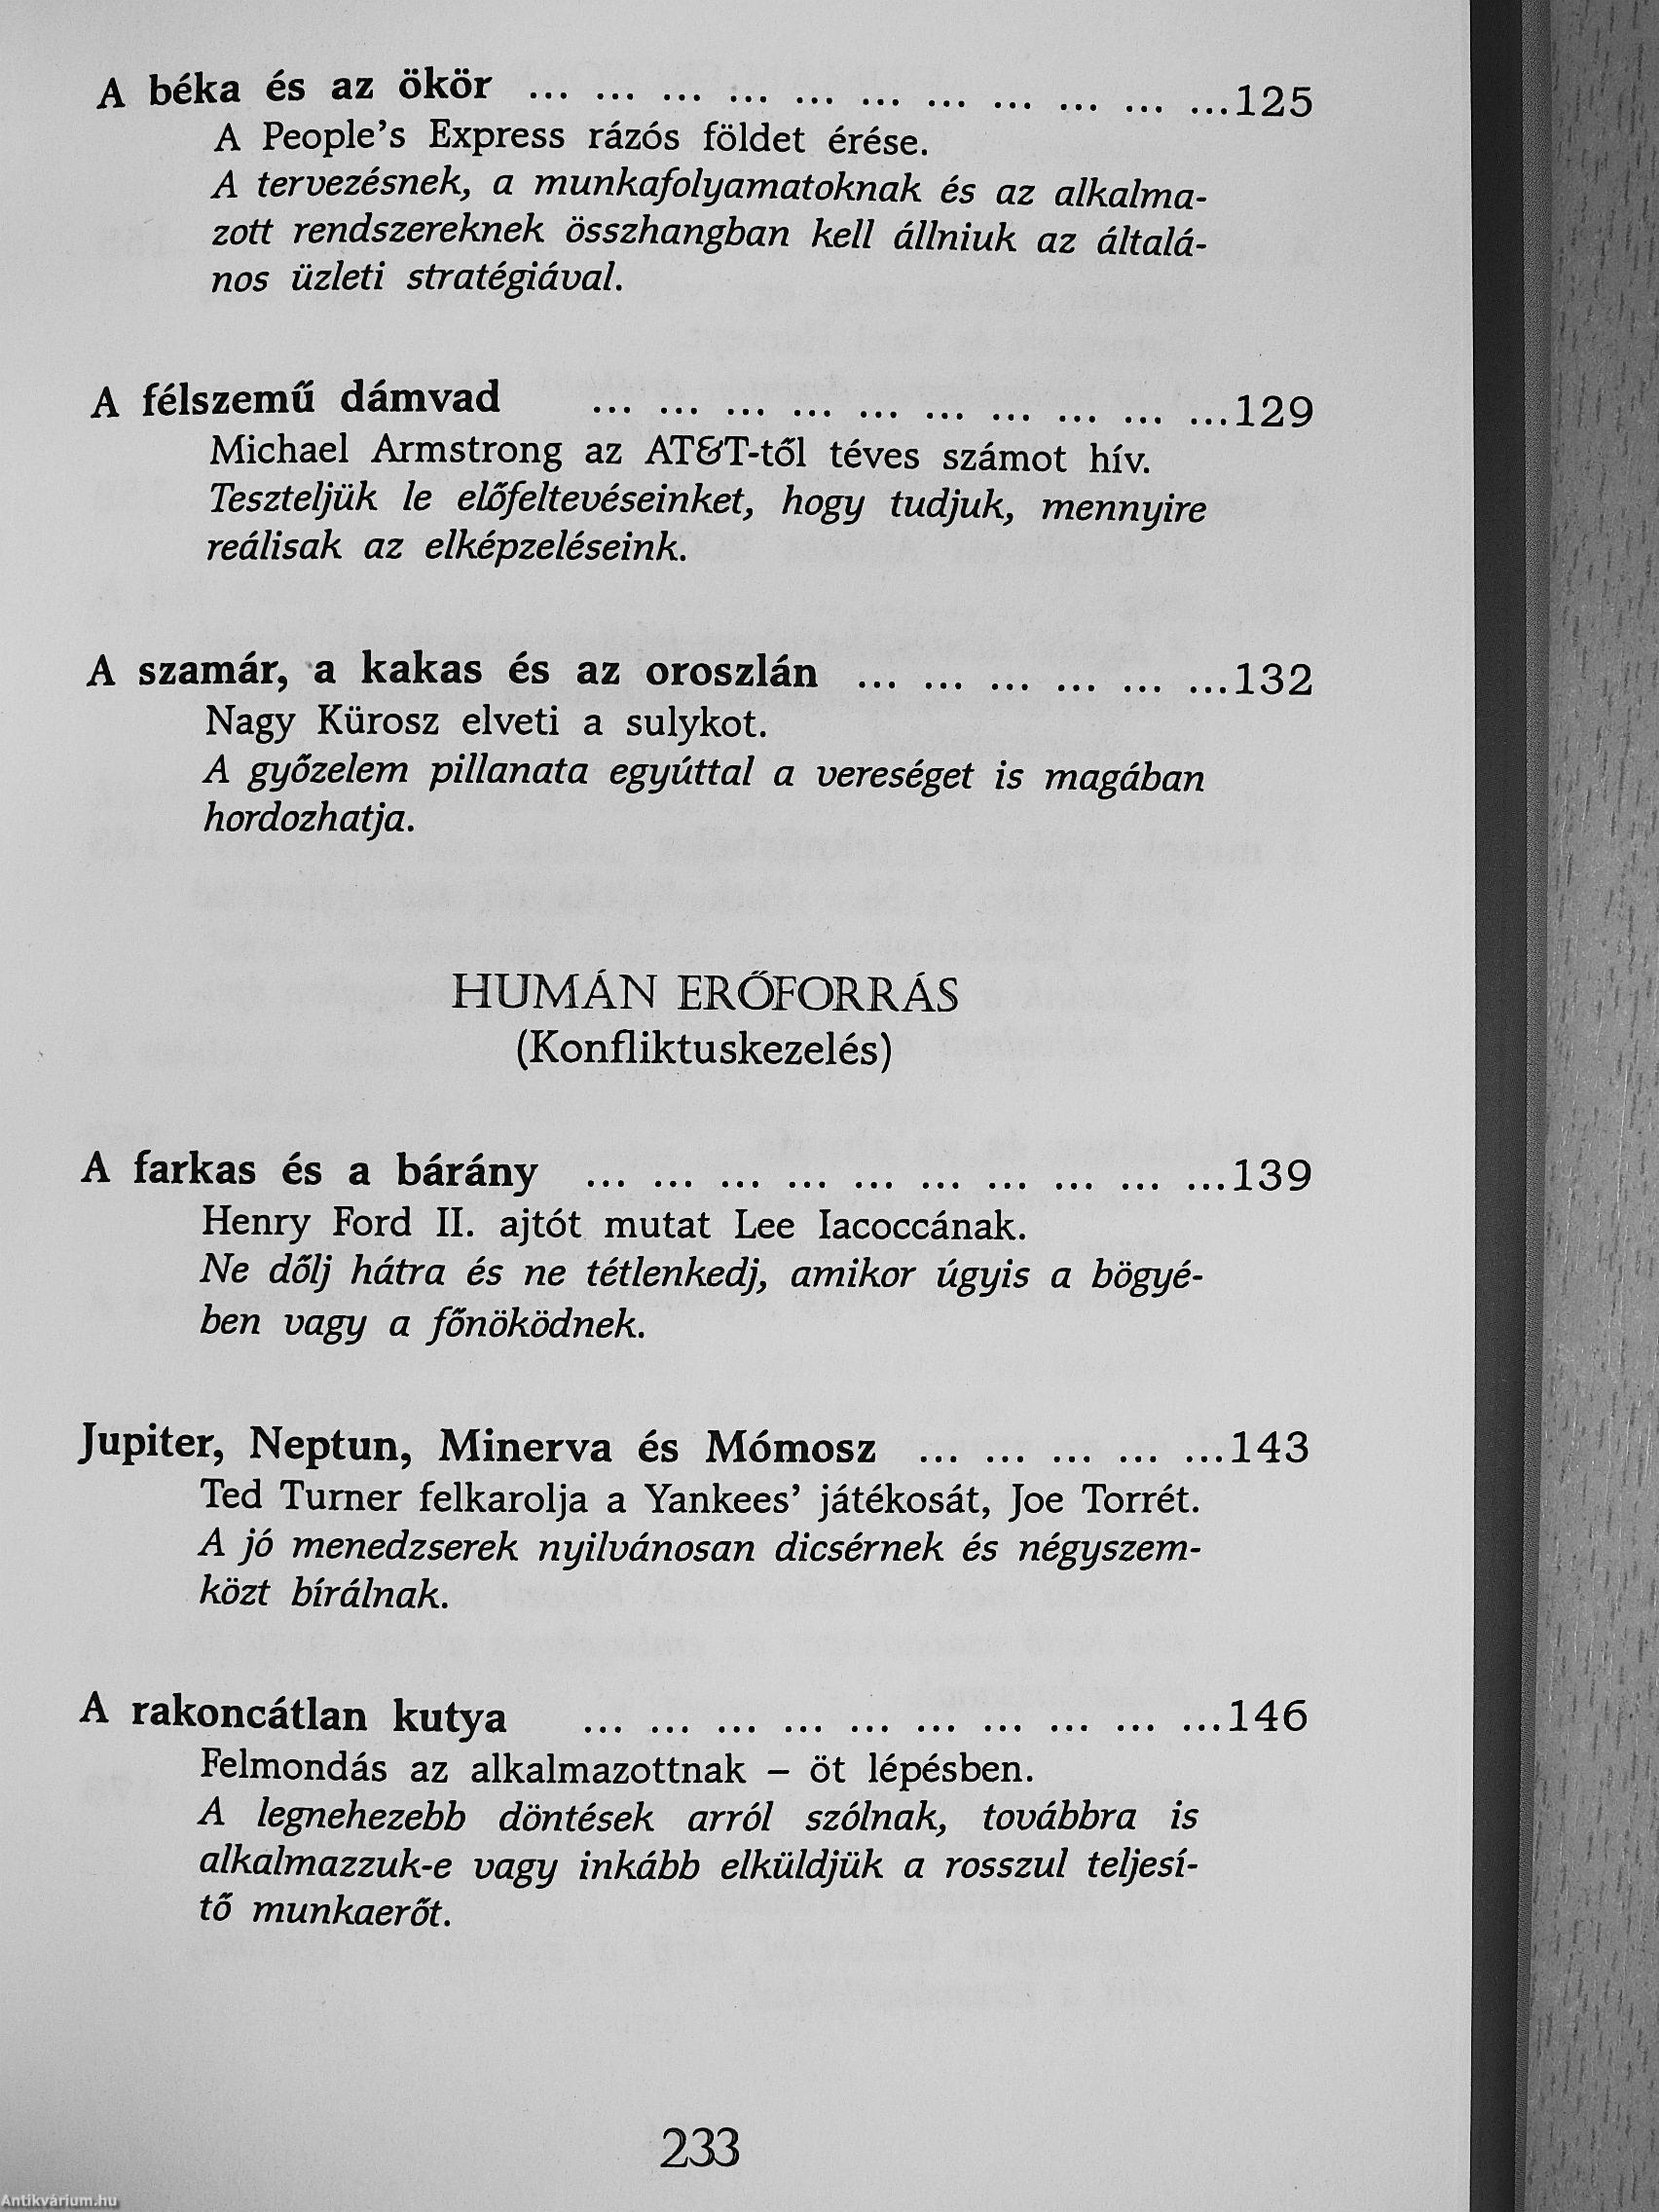 A béka és az ökör ... ... ... ... ... ... ... ... ... ... ...125
A People's Express rázós földet érése.
A tervezésnek, a munkafolyamatoknak és az alkalma-
zott rendszereknek összhangban kell állniuk az általá-
nos üzleti stratégiával.
A félszemű dámvad ... ... ... ... ... ... ... ... ... ...129
Michael Armstrong az AT&T-től téves számot hív.
Teszteljük le előfeltevéseinket, hogy tudjuk, mennyire
reálisak az elképzeléseink.
A szamár, a kakas és az oroszlán ... ... ... ... ... ...132
Nagy Kürosz elveti a sulykot.
A győzelem pillanata egyúttal a vereséget is magában
hordozhatja.
HUMÁN ERŐFORRÁS
(Konfliktuskezelés)
A farkas és a bárány ... ... ... ... ... ... ... ... ... ...139
Henry Ford II. ajtót mutat Lee Iacoccának.
Ne dőlj hátra és ne tétlenkedj, amikor úgyis a bögyé-
ben vagy a főnöködnek.
Jupiter, Neptun, Minerva és Mómosz ... ... ... ... ...143
Ted Turner felkarolja a Yankees' játékosát, Joe Torrét.
A jó menedzserek nyilvánosan dicsérnek és négyszem-
közt bírálnak.
A rakoncátlan kutya ... ... ... ... ... ... ... ... ... ...146
Felmondás az alkalmazottnak – öt lépésben.
A legnehezebb döntések arról szólnak, továbbra is
alkalmazzuk-e vagy inkább elküldjük a rosszul teljesí-
tő munkaerőt.
233
Antikvárium.hu